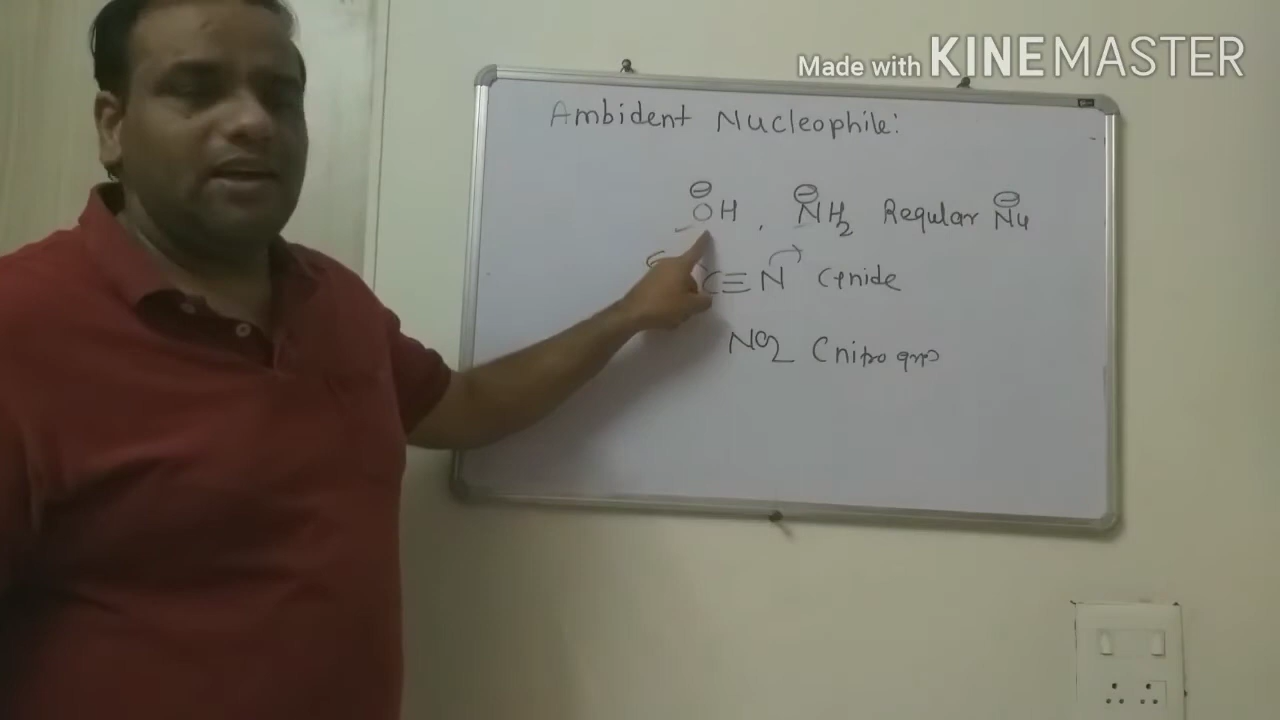 Made with KINEMASTER
Ambident Nucleophile:
⊖OH, ⊖NH2 Regular ⊖Nu
C≡N Cynide
NO2 (nitro grp)